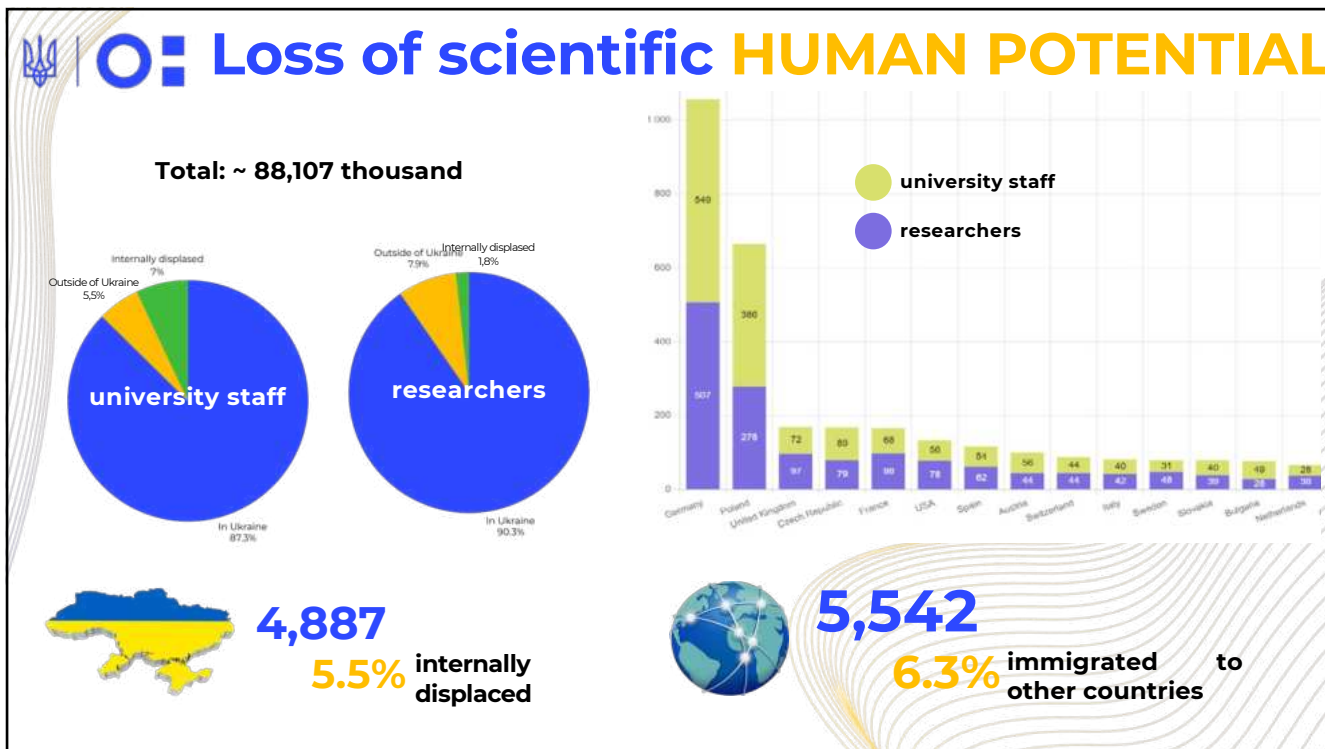 Loss of scientific HUMAN POTENTIAL
Total: ~ 88,107 thousand
Internally displased
7%
Outside of Ukraine
5,5%
university staff
In Ukraine
87.3%
Outside of Ukraine
7.9%
Internally displased
1,8%
researchers
In Ukraine
90.3%
university staff
researchers
1 000
800
600
400
200
0
549
507
386
278
72
97
89
79
68
98
56
78
54
62
56
44
44
44
40
42
31
48
40
39
49
28
28
Germany
Poland
United Kingdom
Czech Republic
France
USA
Spain
Austria
Switzerland
Italy
Sweden
Slovakia
Bulgaria
Netherlands
4,887
5.5% internally
displaced
5,542
6.3% immigrated to
other countries